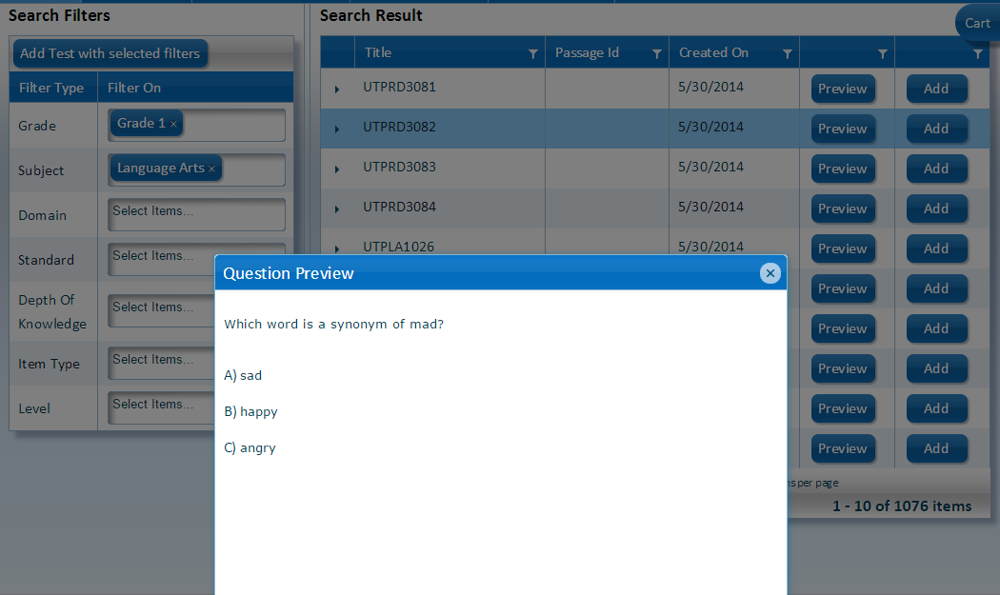 Search Filters
Add Test with selected filters
Filter Type Filter On
Grade Grade 1 ×
Subject Language Arts ×
Domain Select Items...
Standard Select Items...
Depth Of Knowledge Select Items...
Item Type Select Items...
Level Select Items...
Search Result
Cart
Title Passage Id Created On
UTPRD3081 5/30/2014 Preview Add
UTPRD3082 5/30/2014 Preview Add
UTPRD3083 5/30/2014 Preview Add
UTPRD3084 5/30/2014 Preview Add
UTPLA1026 5/30/2014 Preview Add
Preview Add
Preview Add
Preview Add
Preview Add
Preview Add
per page
1 - 10 of 1076 items
Question Preview
Which word is a synonym of mad?
A) sad
B) happy
C) angry